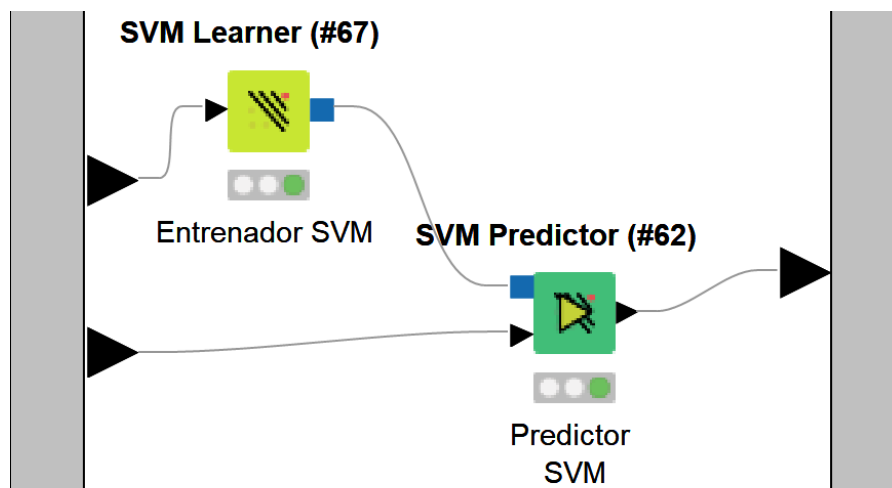 SVM Learner (#67)
Entrenador SVM
SVM Predictor (#62)
Predictor
SVM